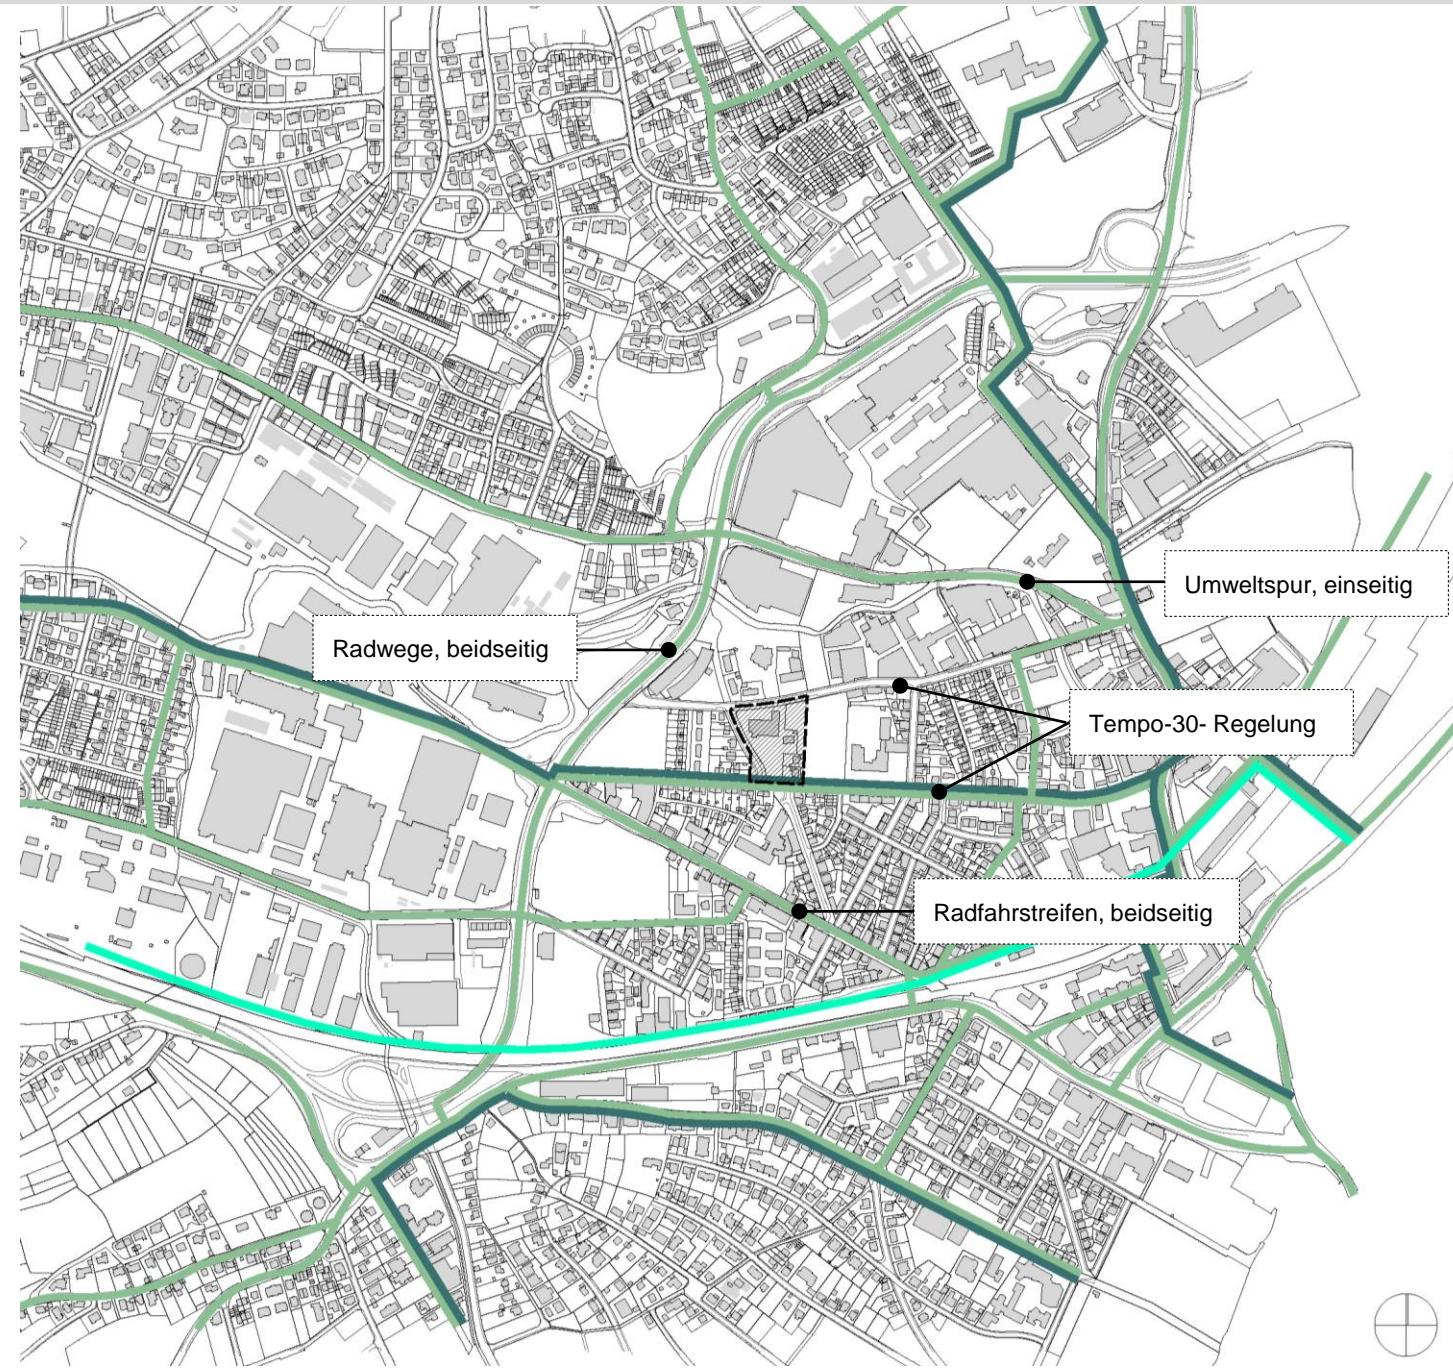 Umweltspur, einseitig
Radwege, beidseitig
Tempo-30- Regelung
Radfahrstreifen, beidseitig